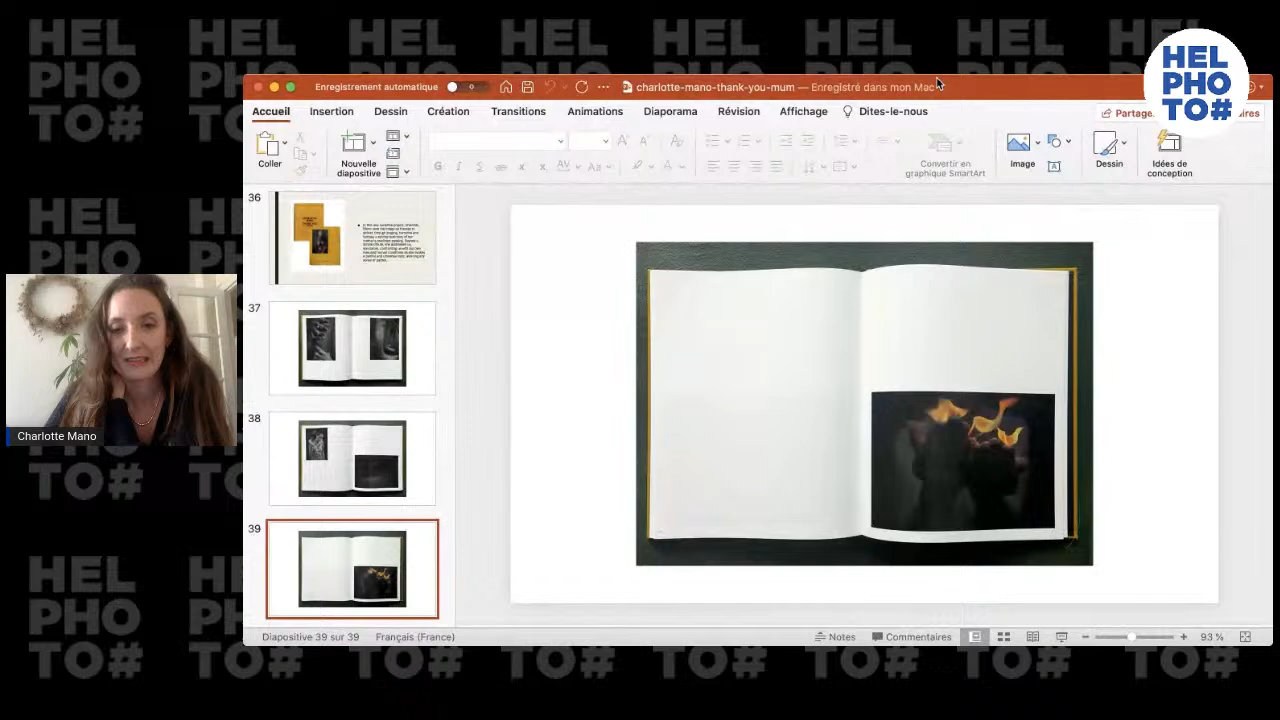 HEL
PHO
TO#
Enregistrement automatique
charlotte-mano-thank-you-mum — Enregistré dans mon Mac
Accueil Insertion Dessin Création Transitions Animations Diaporama Révision Affichage Dites-le-nous
Partage
aires
Coller
Nouvelle
diapositive
Convertir en
graphique SmartArt
Image
Dessin
Idées de
conception
36
37
38
39
Charlotte Mano
Diapositive 39 sur 39 Français (France) Notes Commentaires 93 %